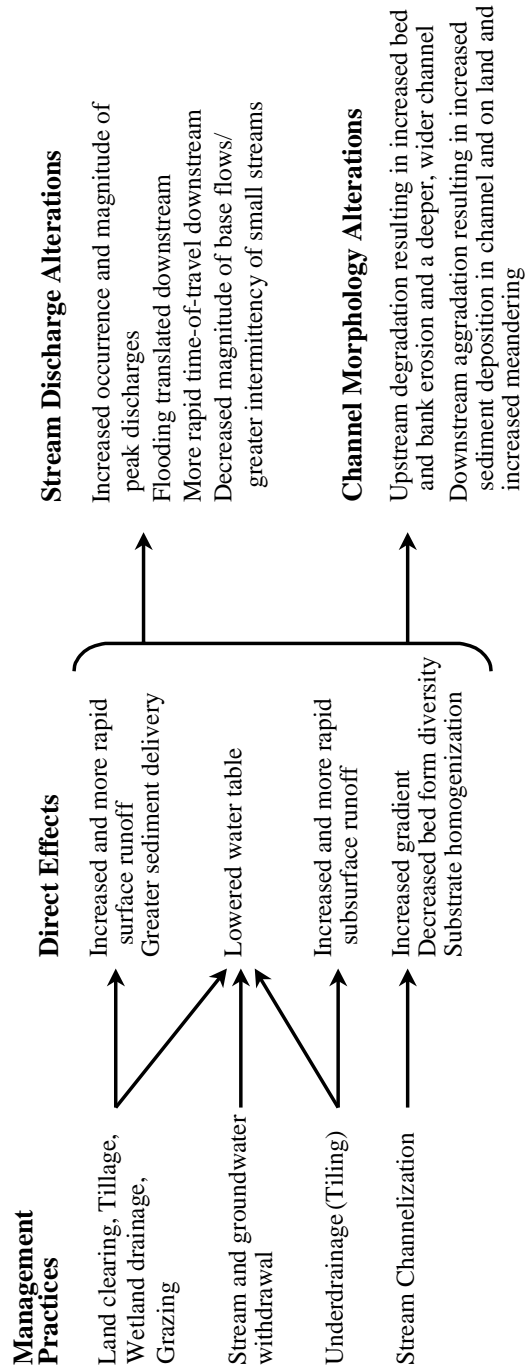 Management
Practices
Land clearing, Tillage,
Wetland drainage,
Grazing
Stream and groundwater
withdrawal
Underdrainage (Tiling)
Stream Channelization
Direct Effects
Increased and more rapid
surface runoff
Greater sediment delivery
Lowered water table
Increased and more rapid
subsurface runoff
Increased gradient
Decreased bed form diversity
Substrate homogenization
Stream Discharge Alterations
Increased occurrence and magnitude of
peak discharges
Flooding translated downstream
More rapid time-of-travel downstream
Decreased magnitude of base flows/
greater intermittency of small streams
Channel Morphology Alterations
Upstream degradation resulting in increased bed
and bank erosion and a deeper, wider channel
Downstream aggradation resulting in increased
sediment deposition in channel and on land and
increased meandering